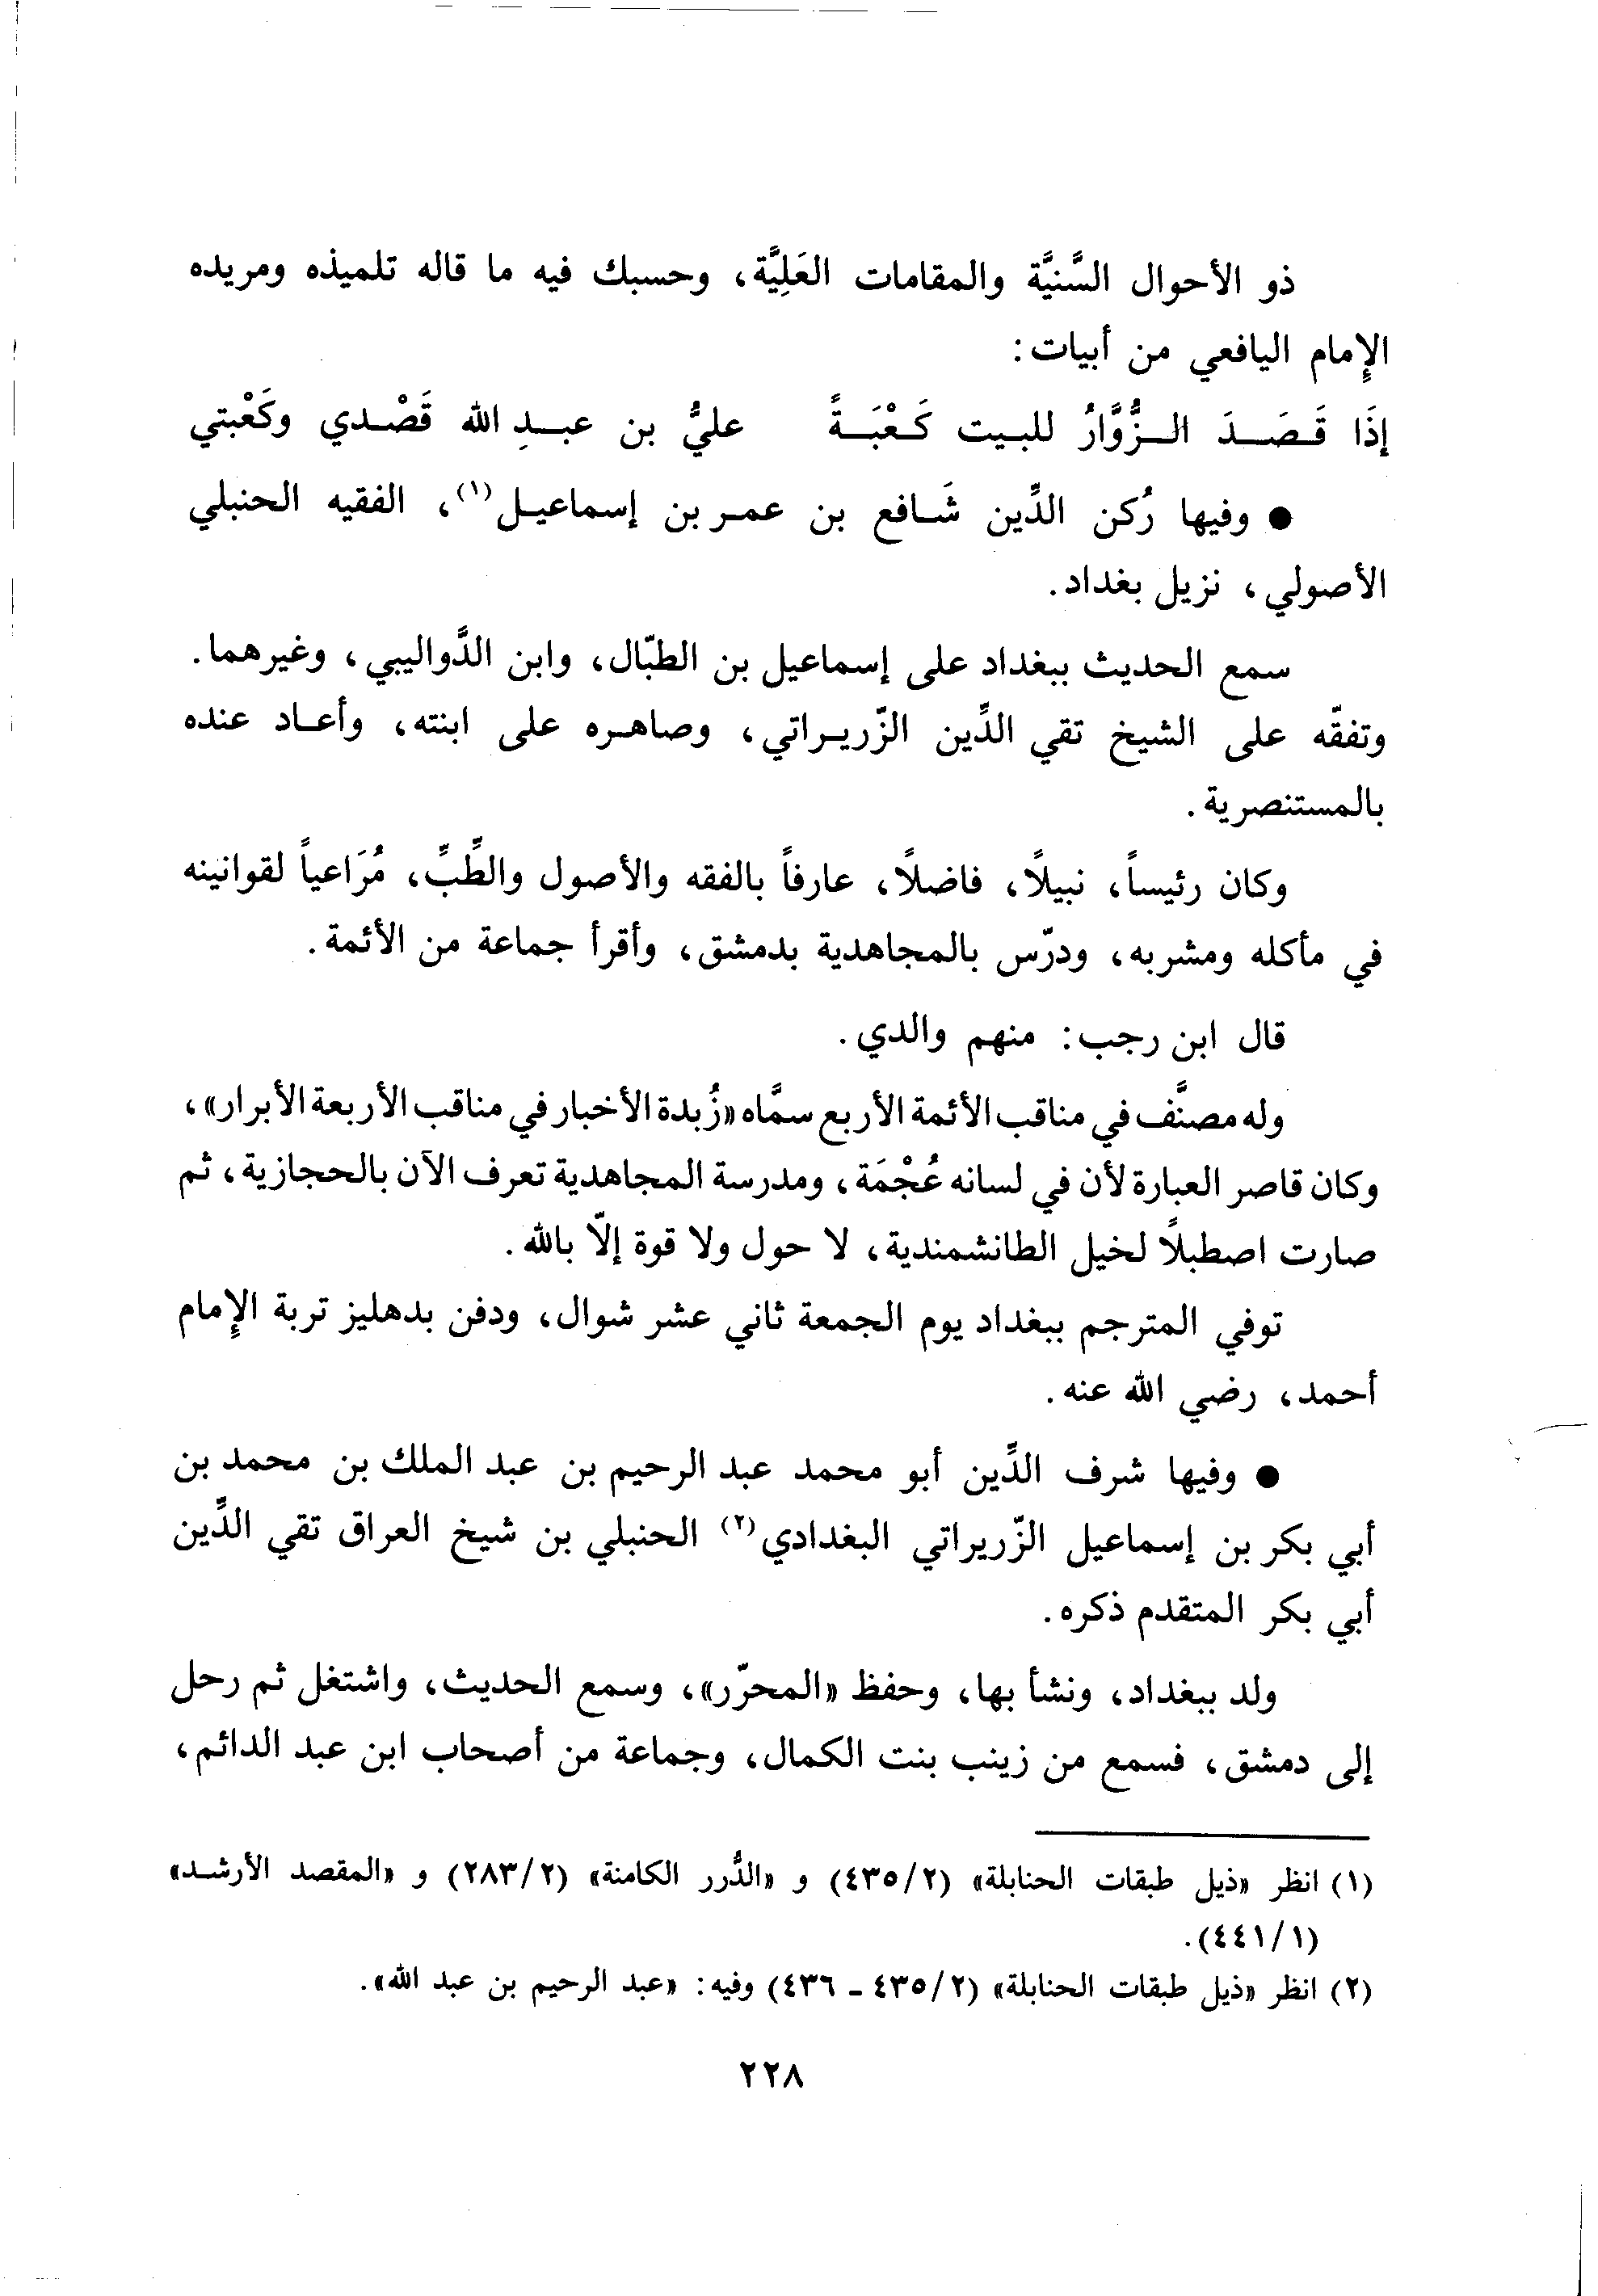 ذو الأحوال السَّنيَّة والمقامات العَلِيَّة، وحسبك فيه ما قاله تلميذه ومريده
الإمام اليافعي من أبيات:
إذَا قَصَدَ الزُّوَّارُ للبيت كَعْبَةً عليُّ بن عبدِ الله قَصْدي وكَعْبتي
● وفيها رُكن الدِّين شَافع بن عمر بن إسماعيل(١)، الفقيه الحنبلي
الأصولي، نزيل بغداد.
سمع الحديث ببغداد على إسماعيل بن الطبّال، وابن الدَّواليبي، وغيرهما.
وتفقّه على الشيخ تقي الدِّين الزّريراتي، وصاهره على ابنته، وأعاد عنده
بالمستنصرية.
وكان رئيساً، نبيلاً، فاضلاً، عارفاً بالفقه والأصول والطِّبِّ، مُرَاعياً لقوانينه
في مأكله ومشربه، ودرّس بالمجاهدية بدمشق، وأقرأ جماعة من الأئمة.
قال ابن رجب: منهم والدي.
وله مصنَّف في مناقب الأئمة الأربع سمَّاه «زُبدة الأخبار في مناقب الأربعة الأبرار»،
وكان قاصر العبارة لأن في لسانه عُجْمَة، ومدرسة المجاهدية تعرف الآن بالحجازية، ثم
صارت اصطبلاً لخيل الطانشمندية، لا حول ولا قوة إلّا بالله.
توفي المترجم ببغداد يوم الجمعة ثاني عشر شوال، ودفن بدهليز تربة الإمام
أحمد، رضي الله عنه.
● وفيها شرف الدِّين أبو محمد عبد الرحيم بن عبد الملك بن محمد بن
أبي بكر بن إسماعيل الزّريراتي البغدادي(٢) الحنبلي بن شيخ العراق تقي الدِّين
أبي بكر المتقدم ذكره.
ولد ببغداد، ونشأ بها، وحفظ «المحرّر»، وسمع الحديث، واشتغل ثم رحل
إلى دمشق، فسمع من زينب بنت الكمال، وجماعة من أصحاب ابن عبد الدائم،
(١) انظر «ذيل طبقات الحنابلة» (٤٣٥/٢) و «الدُّرر الكامنة» (٢٨٣/٢) و «المقصد الأرشد»
(٤٤١/١).
(٢) انظر «ذيل طبقات الحنابلة» (٤٣٥/٢ - ٤٣٦) وفيه: «عبد الرحيم بن عبد الله».
٢٢٨